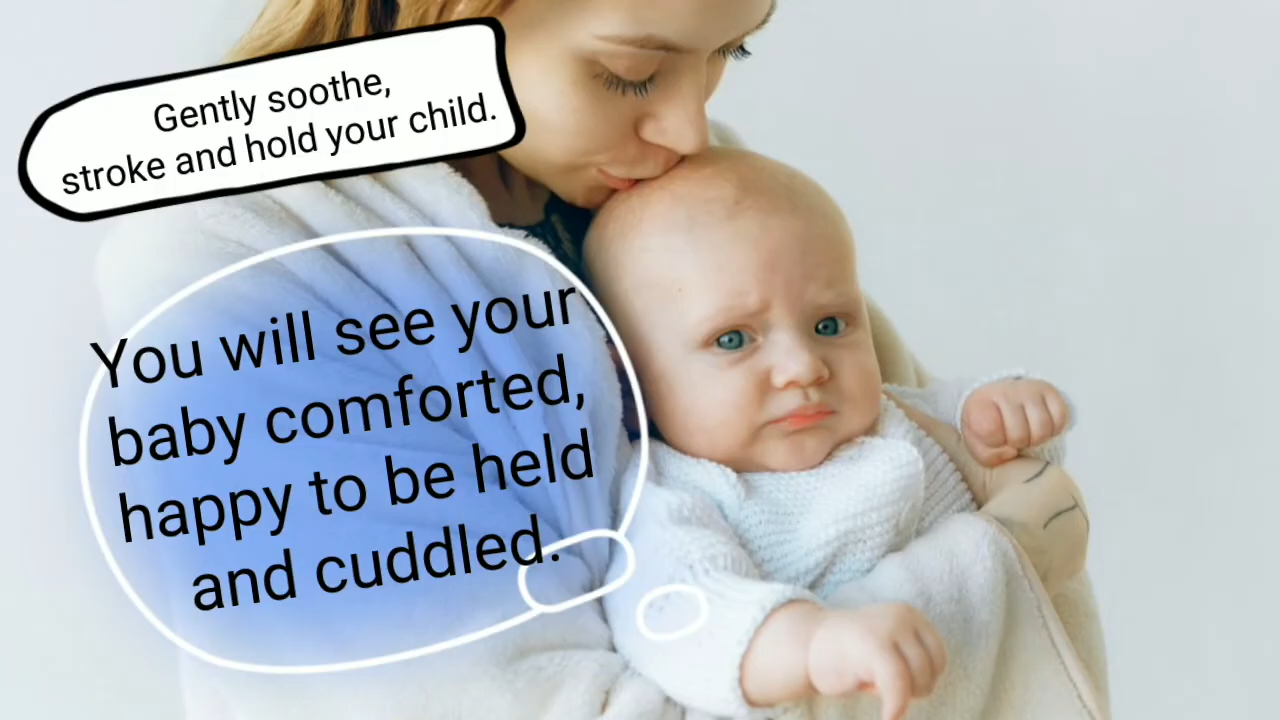 Gently soothe,
stroke and hold your child.
You will see your
baby comforted,
happy to be held
and cuddled.